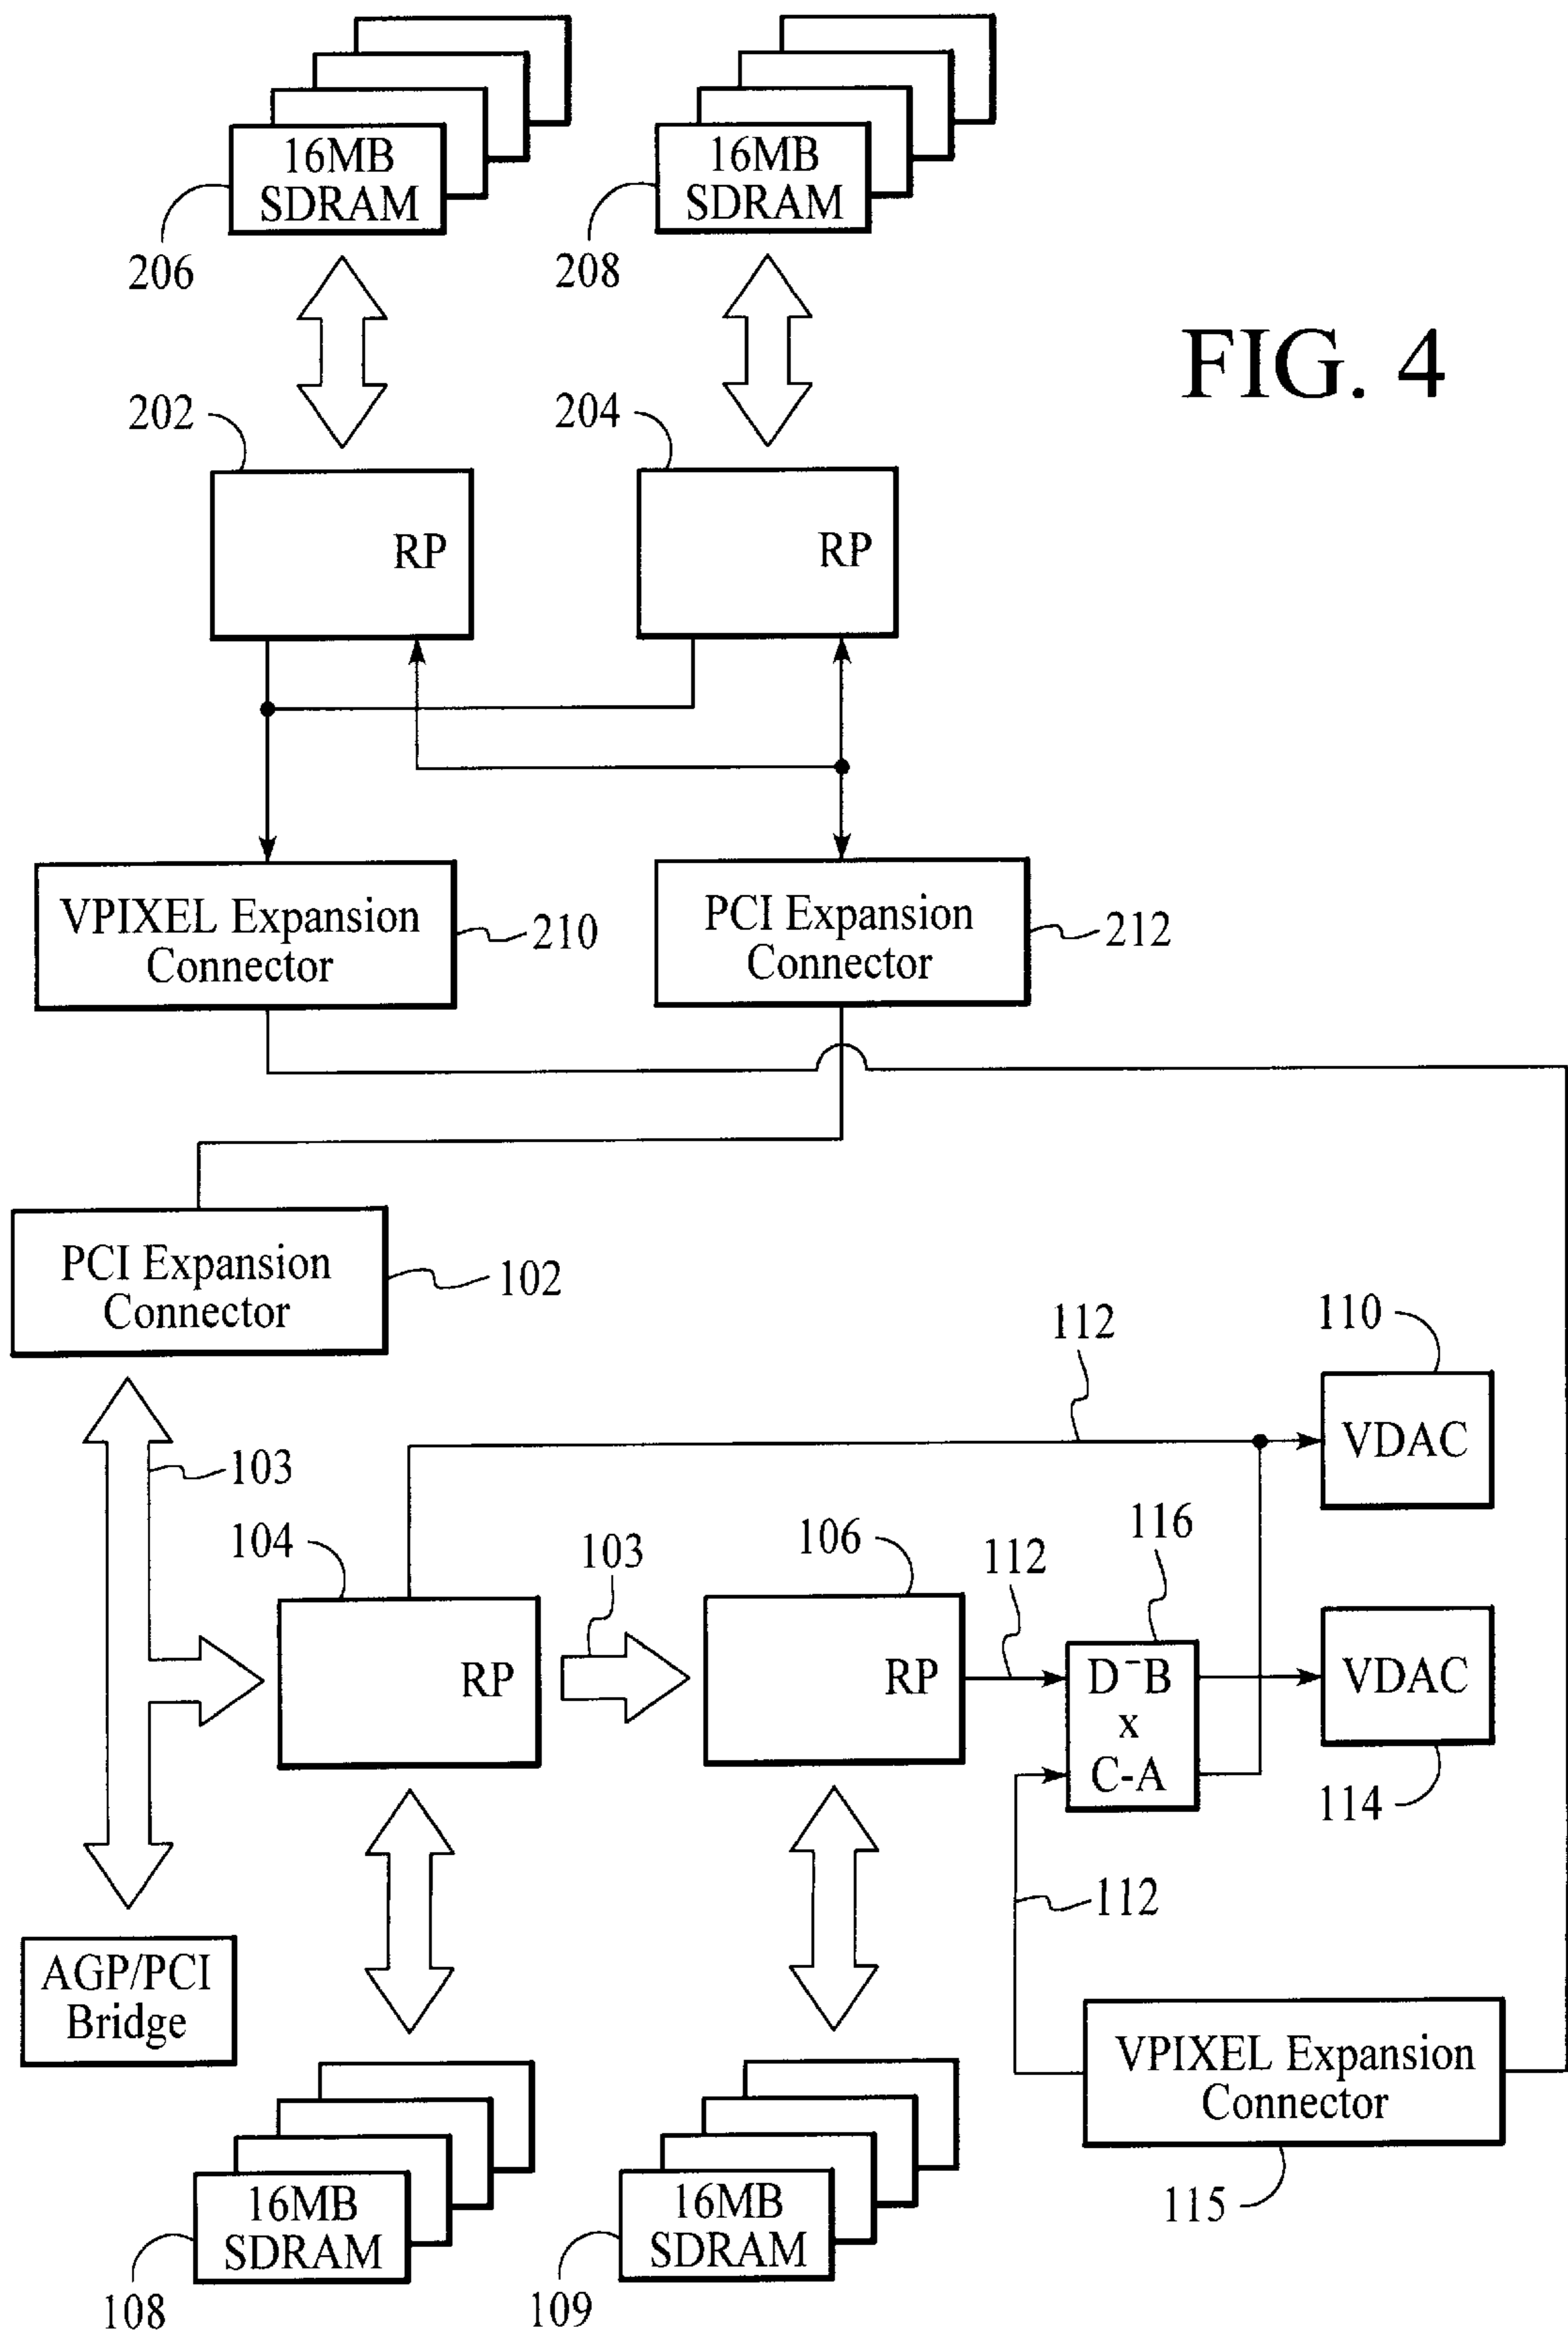 16MB
SDRAM
206
16MB
SDRAM
208
FIG. 4
202
204
RP
RP
VPIXEL Expansion
Connector
210
PCI Expansion
Connector
212
PCI Expansion
Connector
102
103
112
110
VDAC
104
103
106
112
116
RP
RP
D-B
x
C-A
VDAC
114
112
AGP/PCI
Bridge
VPIXEL Expansion
Connector
115
16MB
SDRAM
108
16MB
SDRAM
109